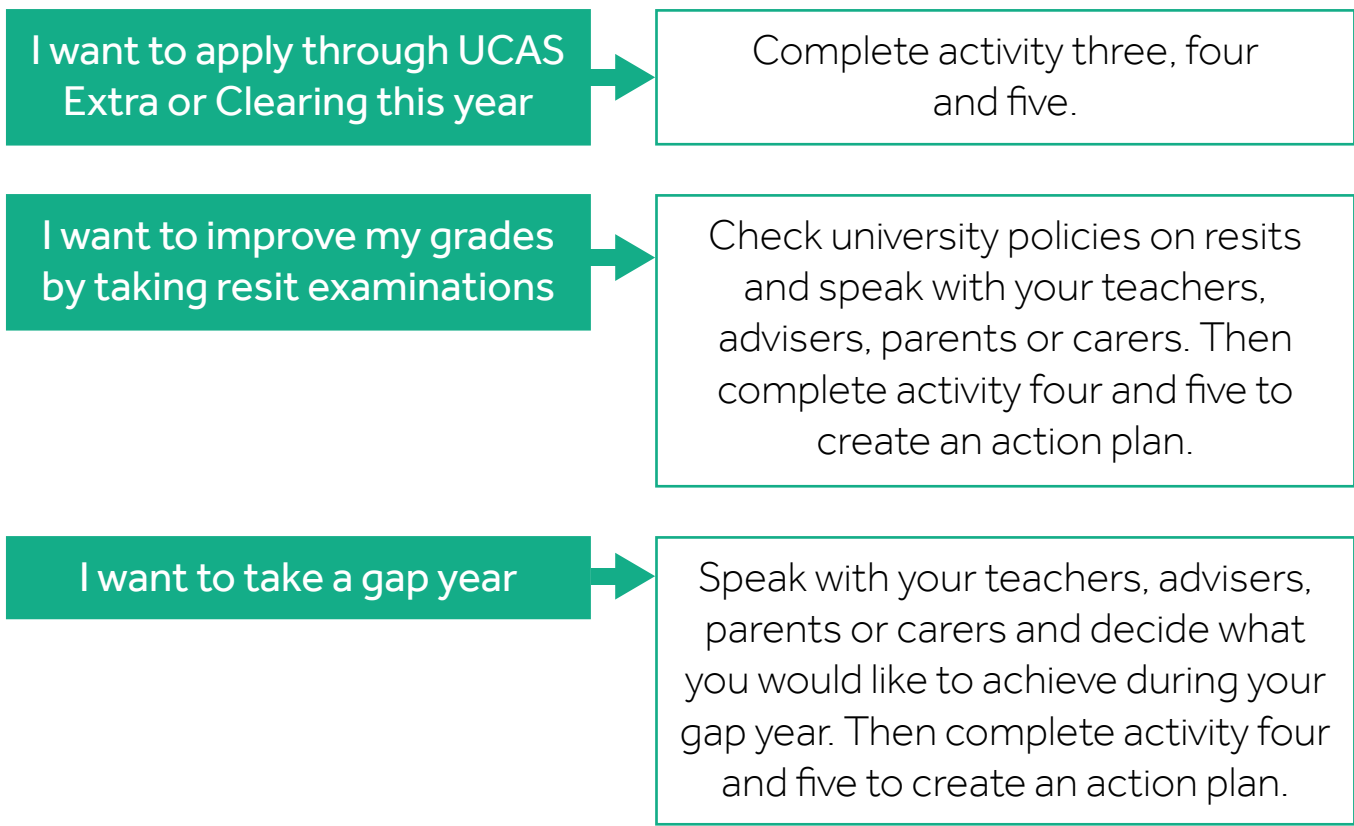 I want to apply through UCAS
Extra or Clearing this year
Complete activity three, four
and five.
I want to improve my grades
by taking resit examinations
Check university policies on resits
and speak with your teachers,
advisers, parents or carers. Then
complete activity four and five to
create an action plan.
I want to take a gap year
Speak with your teachers, advisers,
parents or carers and decide what
you would like to achieve during your
gap year. Then complete activity four
and five to create an action plan.